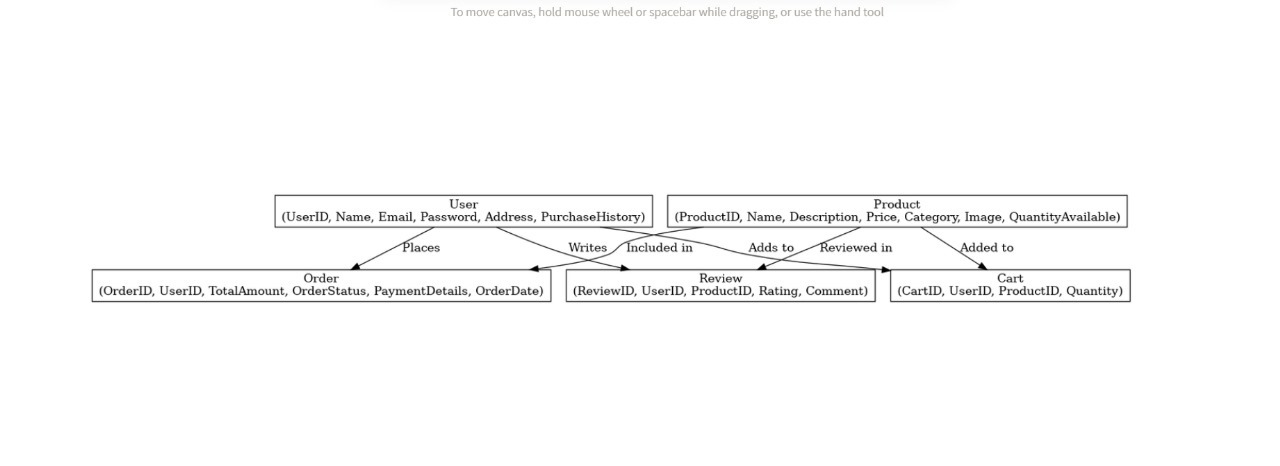 To move canvas, hold mouse wheel or spacebar while dragging, or use the hand tool
User
(UserID, Name, Email, Password, Address, PurchaseHistory)
Product
(ProductID, Name, Description, Price, Category, Image, QuantityAvailable)
Places
Writes
Included in
Adds to
Reviewed in
Added to
Order
(OrderID, UserID, TotalAmount, OrderStatus, PaymentDetails, OrderDate)
Review
(ReviewID, UserID, ProductID, Rating, Comment)
Cart
(CartID, UserID, ProductID, Quantity)